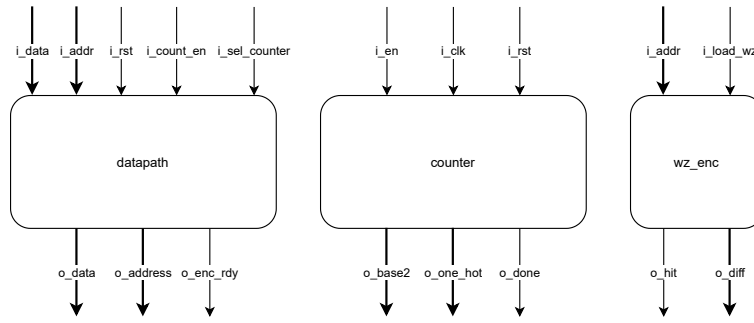 i_data i_addr i_rst i_count_en i_sel_counter i_en i_clk i_rst i_addr i_load_wz
datapath counter wz_enc
o_data o_address o_enc_rdy o_base2 o_one_hot o_done o_hit o_diff